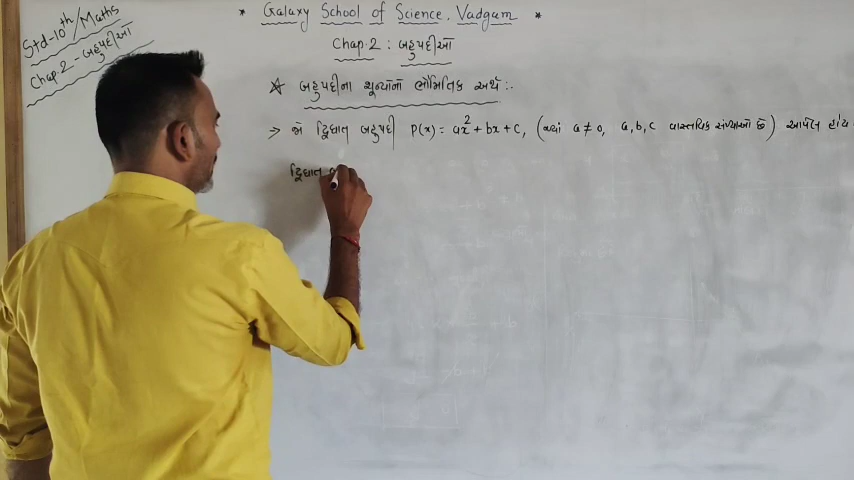 Std-10th/Maths
Chap-2 - બહુપદીઓ
* Galaxy School of Science, Vadgam *
Chap.2 : બહુપદીઓ
☆ બહુપદીના શૂન્યોનો ભૌમિતિક અર્થ :-
→ જો દ્વિઘાત બહુપદી P(x) = ax² + bx + c, (જ્યાં a ≠ 0, a, b, c વાસ્તવિક સંખ્યાઓ છે) આપેલ હોય
દ્વિઘાત